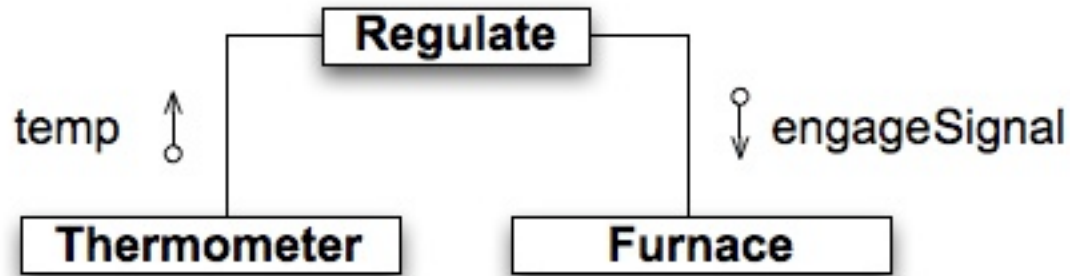 Regulate
temp
engageSignal
Thermometer
Furnace